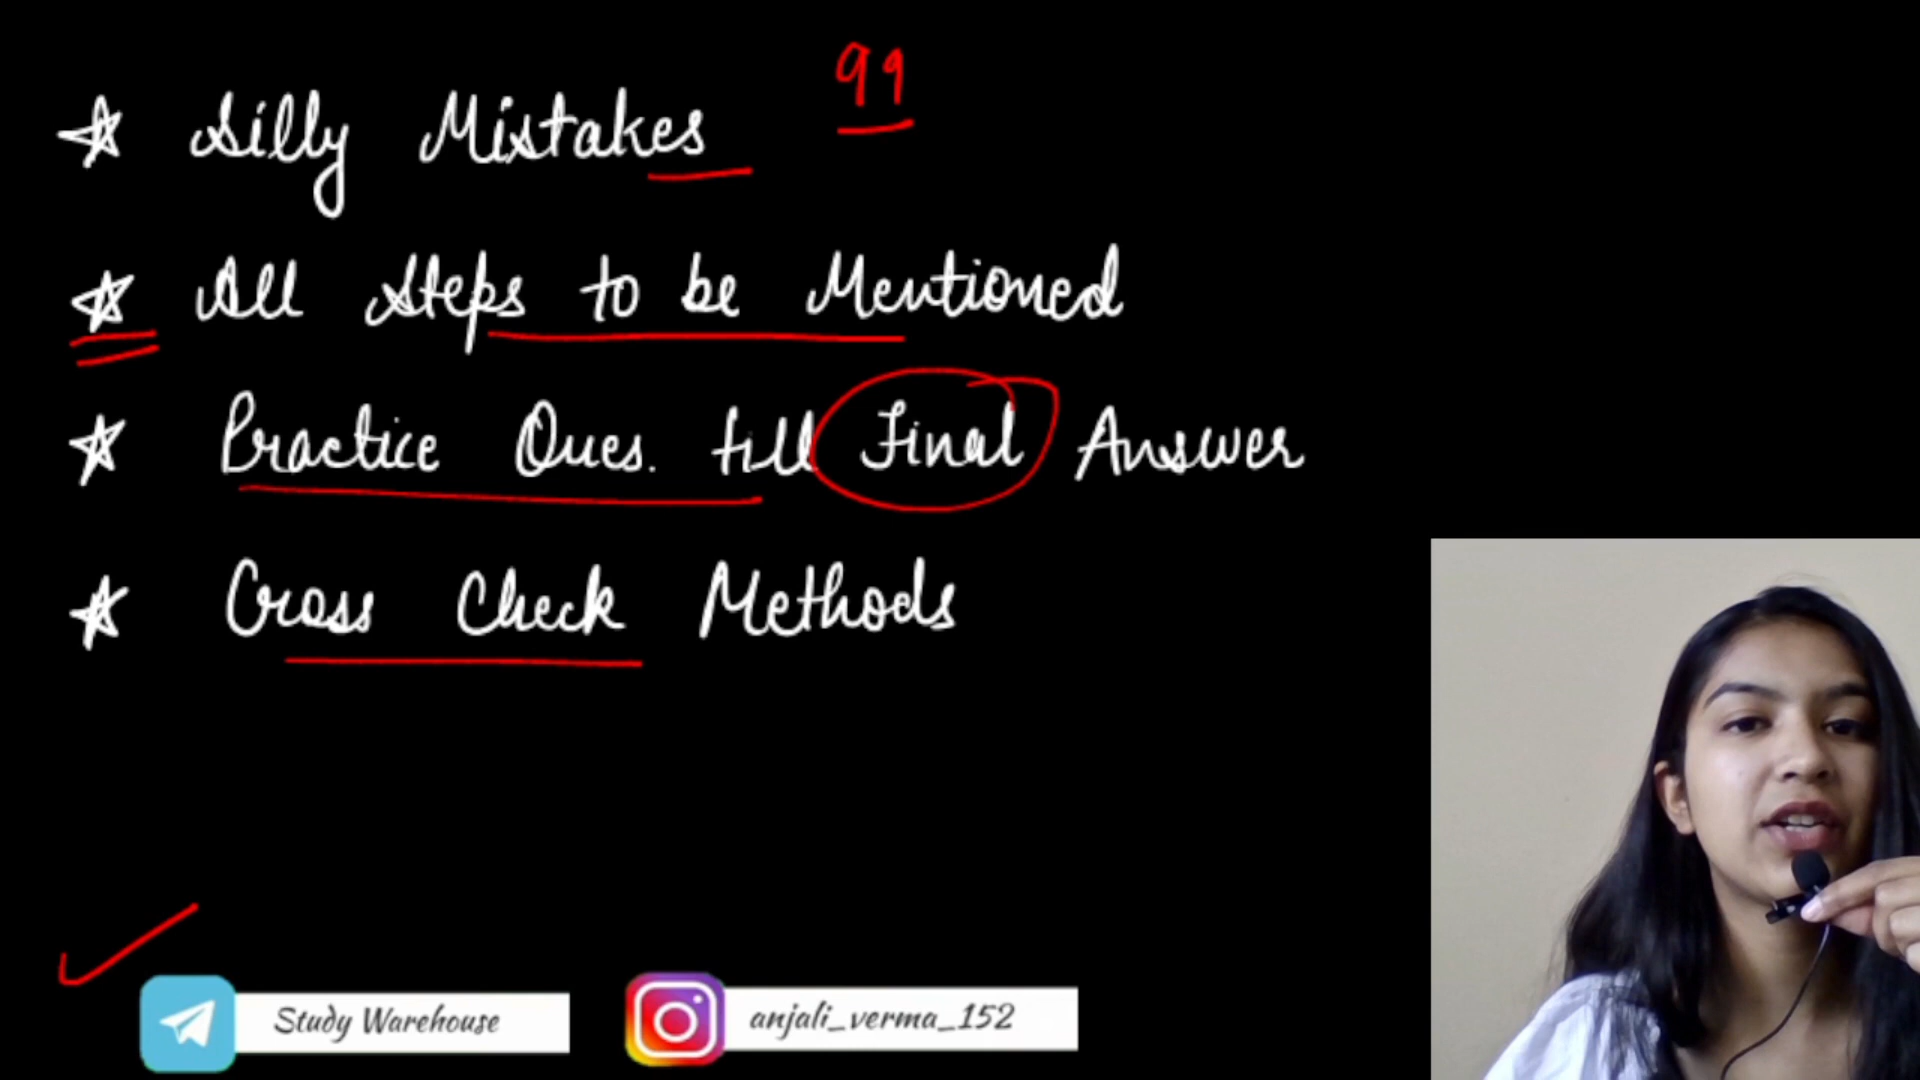 99
Silly Mistakes
All Steps to be Mentioned
Practice Ques. till Final Answer
Cross Check Methods
Study Warehouse
anjali_verma_152